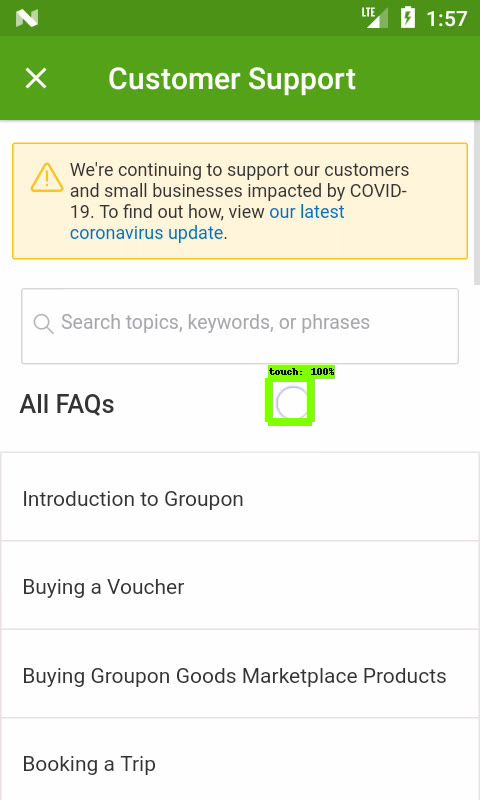 LTE 1:57
Customer Support
We're continuing to support our customers
and small businesses impacted by COVID-
19. To find out how, view our latest
coronavirus update.
Search topics, keywords, or phrases
touch: 100%
All FAQs
Introduction to Groupon
Buying a Voucher
Buying Groupon Goods Marketplace Products
Booking a Trip